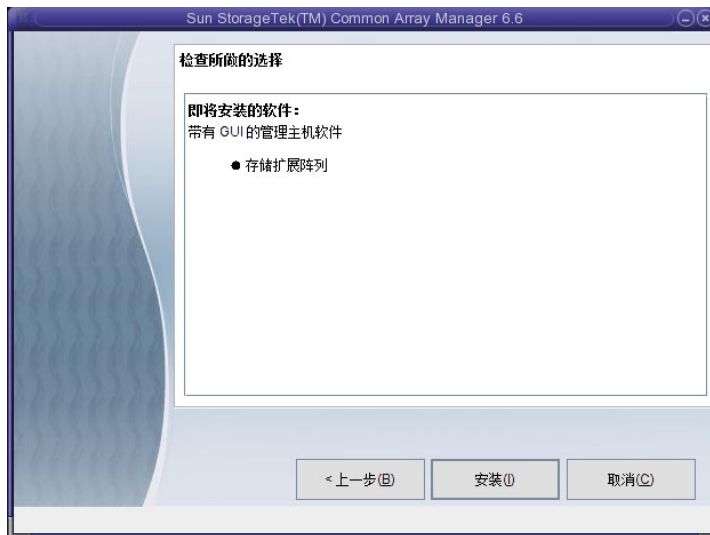 Sun StorageTek(TM) Common Array Manager 6.6
检查所做的选择
即将安装的软件:
带有 GUI 的管理主机软件
● 存储扩展阵列
<上一步(B)
安装(I)
取消(C)